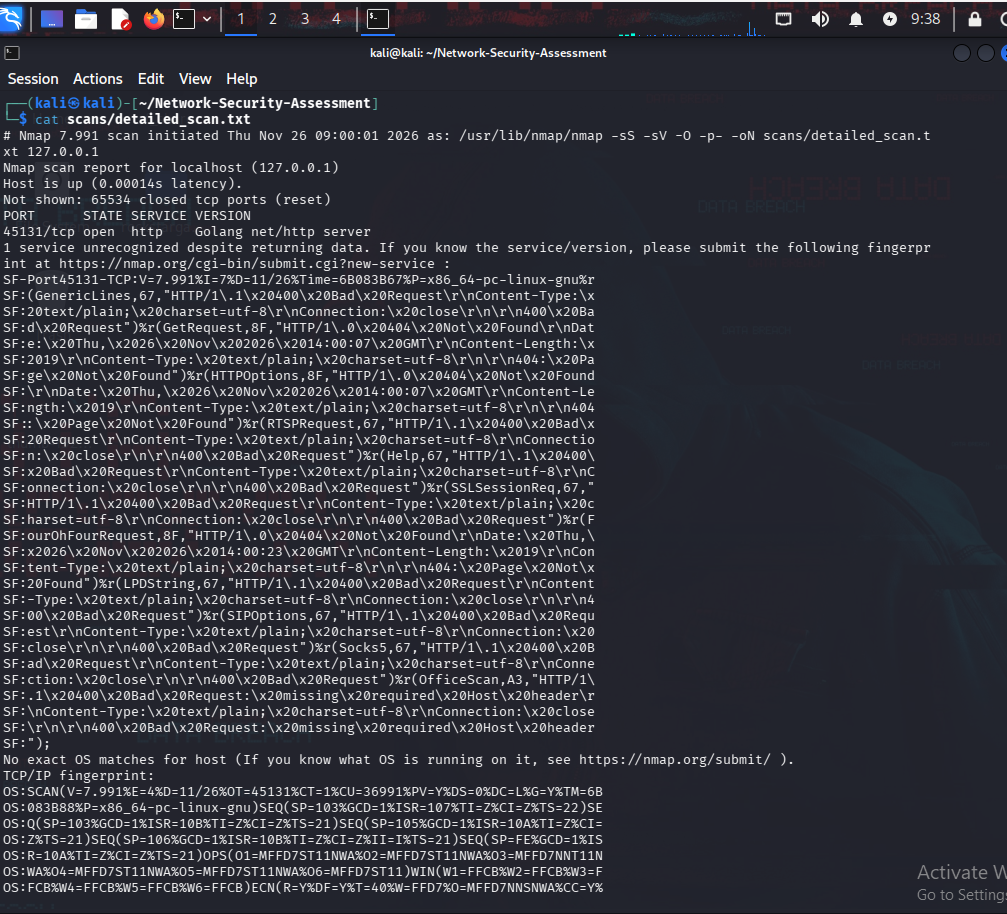 1 2 3 4 9:38
kali@kali: ~/Network-Security-Assessment
Session Actions Edit View Help
┌──(kali㉿kali)-[~/Network-Security-Assessment]
└─$ cat scans/detailed_scan.txt
# Nmap 7.991 scan initiated Thu Nov 26 09:00:01 2026 as: /usr/lib/nmap/nmap -sS -sV -O -p- -oN scans/detailed_scan.t
xt 127.0.0.1
Nmap scan report for localhost (127.0.0.1)
Host is up (0.00014s latency).
Not shown: 65534 closed tcp ports (reset)
PORT      STATE SERVICE VERSION
45131/tcp open  http    Golang net/http server
1 service unrecognized despite returning data. If you know the service/version, please submit the following fingerpr
int at https://nmap.org/cgi-bin/submit.cgi?new-service :
SF-Port45131-TCP:V=7.991%I=7%D=11/26%Time=6B083B67%P=x86_64-pc-linux-gnu%r
SF:(GenericLines,67,"HTTP/1\.1\x20400\x20Bad\x20Request\r\nContent-Type:\x
SF:20text/plain;\x20charset=utf-8\r\nConnection:\x20close\r\n\r\n400\x20Ba
SF:d\x20Request")%r(GetRequest,8F,"HTTP/1\.0\x20404\x20Not\x20Found\r\nDat
SF:e:\x20Thu,\x2026\x20Nov\x202026\x2014:00:07\x20GMT\r\nContent-Length:\x
SF:2019\r\nContent-Type:\x20text/plain;\x20charset=utf-8\r\n\r\n404:\x20Pa
SF:ge\x20Not\x20Found")%r(HTTPOptions,8F,"HTTP/1\.0\x20404\x20Not\x20Found
SF:\r\nDate:\x20Thu,\x2026\x20Nov\x202026\x2014:00:07\x20GMT\r\nContent-Le
SF:ngth:\x2019\r\nContent-Type:\x20text/plain;\x20charset=utf-8\r\n\r\n404
SF::\x20Page\x20Not\x20Found")%r(RTSPRequest,67,"HTTP/1\.1\x20400\x20Bad\x
SF:20Request\r\nContent-Type:\x20text/plain;\x20charset=utf-8\r\nConnectio
SF:n:\x20close\r\n\r\n400\x20Bad\x20Request")%r(Help,67,"HTTP/1\.1\x20400\
SF:x20Bad\x20Request\r\nContent-Type:\x20text/plain;\x20charset=utf-8\r\nC
SF:onnection:\x20close\r\n\r\n400\x20Bad\x20Request")%r(SSLSessionReq,67,"
SF:HTTP/1\.1\x20400\x20Bad\x20Request\r\nContent-Type:\x20text/plain;\x20c
SF:harset=utf-8\r\nConnection:\x20close\r\n\r\n400\x20Bad\x20Request")%r(F
SF:ourOhFourRequest,8F,"HTTP/1\.0\x20404\x20Not\x20Found\r\nDate:\x20Thu,\
SF:x2026\x20Nov\x202026\x2014:00:23\x20GMT\r\nContent-Length:\x2019\r\nCon
SF:tent-Type:\x20text/plain;\x20charset=utf-8\r\n\r\n404:\x20Page\x20Not\x
SF:20Found")%r(LPDString,67,"HTTP/1\.1\x20400\x20Bad\x20Request\r\nContent
SF:-Type:\x20text/plain;\x20charset=utf-8\r\nConnection:\x20close\r\n\r\n4
SF:00\x20Bad\x20Request")%r(SIPOptions,67,"HTTP/1\.1\x20400\x20Bad\x20Requ
SF:est\r\nContent-Type:\x20text/plain;\x20charset=utf-8\r\nConnection:\x20
SF:close\r\n\r\n400\x20Bad\x20Request")%r(Socks5,67,"HTTP/1\.1\x20400\x20B
SF:ad\x20Request\r\nContent-Type:\x20text/plain;\x20charset=utf-8\r\nConne
SF:ction:\x20close\r\n\r\n400\x20Bad\x20Request")%r(OfficeScan,A3,"HTTP/1\
SF:.1\x20400\x20Bad\x20Request:\x20missing\x20required\x20Host\x20header\r
SF:\nContent-Type:\x20text/plain;\x20charset=utf-8\r\nConnection:\x20close
SF:\r\n\r\n400\x20Bad\x20Request:\x20missing\x20required\x20Host\x20header
SF:");
No exact OS matches for host (If you know what OS is running on it, see https://nmap.org/submit/ ).
TCP/IP fingerprint:
OS:SCAN(V=7.991%E=4%D=11/26%OT=45131%CT=1%CU=36991%PV=Y%DS=0%DC=L%G=Y%TM=6B
OS:083B88%P=x86_64-pc-linux-gnu)SEQ(SP=103%GCD=1%ISR=107%TI=Z%CI=Z%TS=22)SE
OS:Q(SP=103%GCD=1%ISR=10B%TI=Z%CI=Z%TS=21)SEQ(SP=105%GCD=1%ISR=10A%TI=Z%CI=
OS:Z%TS=21)SEQ(SP=106%GCD=1%ISR=10B%TI=Z%CI=Z%II=I%TS=21)SEQ(SP=FE%GCD=1%IS
OS:R=10A%TI=Z%CI=Z%TS=21)OPS(O1=MFFD7ST11NWA%O2=MFFD7ST11NWA%O3=MFFD7NNT11N
OS:WA%O4=MFFD7ST11NWA%O5=MFFD7ST11NWA%O6=MFFD7ST11)WIN(W1=FFCB%W2=FFCB%W3=F
OS:FCB%W4=FFCB%W5=FFCB%W6=FFCB)ECN(R=Y%DF=Y%T=40%W=FFD7%O=MFFD7NNSNWA%CC=Y%
DATA BREACH
DATA BREACH
DATA BREACH
DATA BREACH
Activate W
Go to Setting